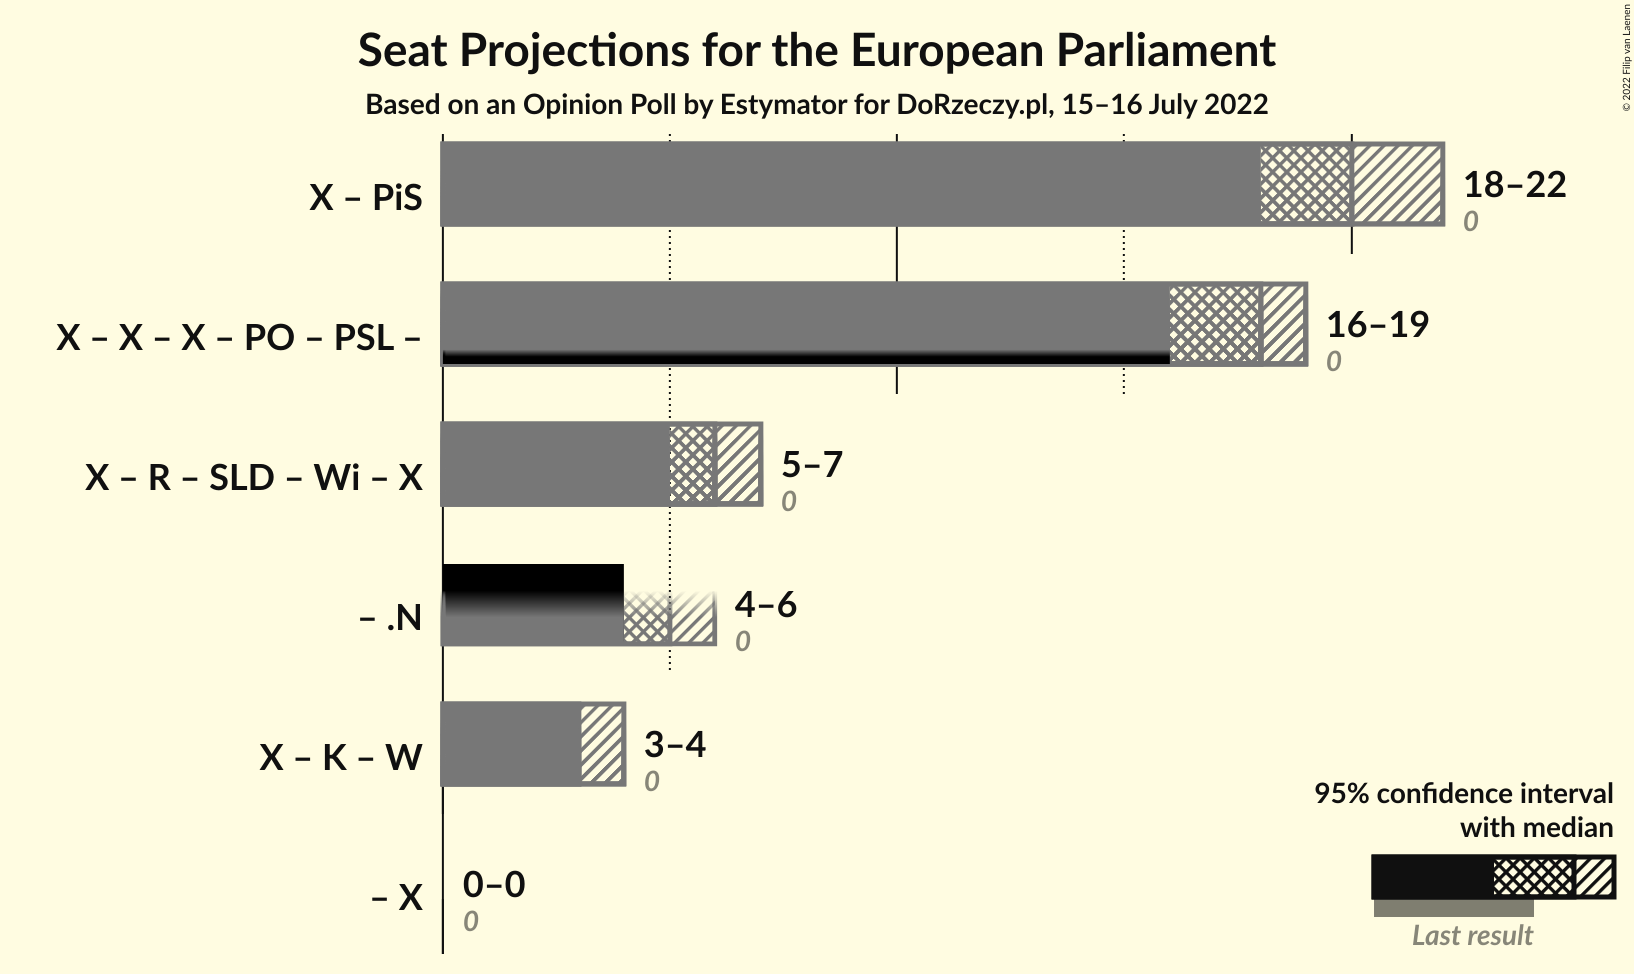 Seat Projections for the European Parliament
Based on an Opinion Poll by Estymator for DoRzeczy.pl, 15–16 July 2022
© 2022 Filip van Laenen
X – PiS
18–22
0
X – X – X – PO – PSL –
16–19
0
X – R – SLD – Wi – X
5–7
0
– .N
4–6
0
X – K – W
3–4
0
– X
0–0
0
95% confidence interval
with median
Last result